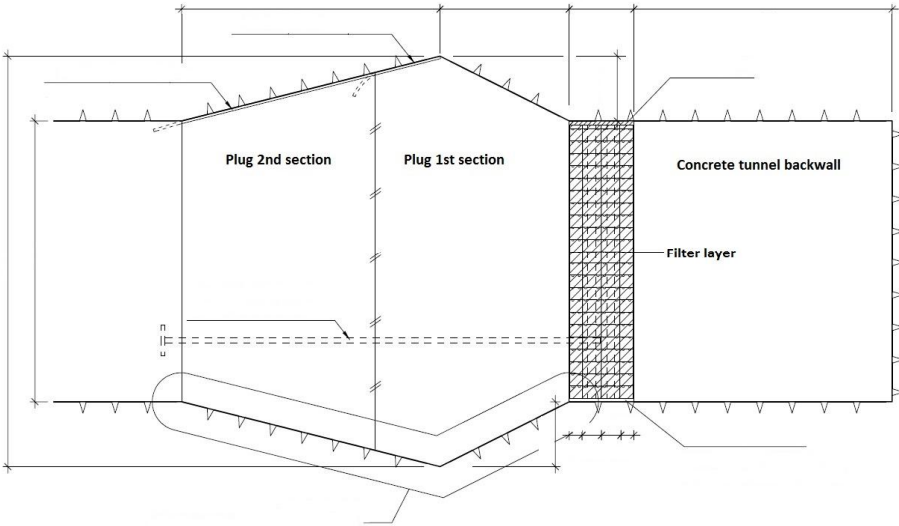 Plug 2nd section
Plug 1st section
Concrete tunnel backwall
Filter layer